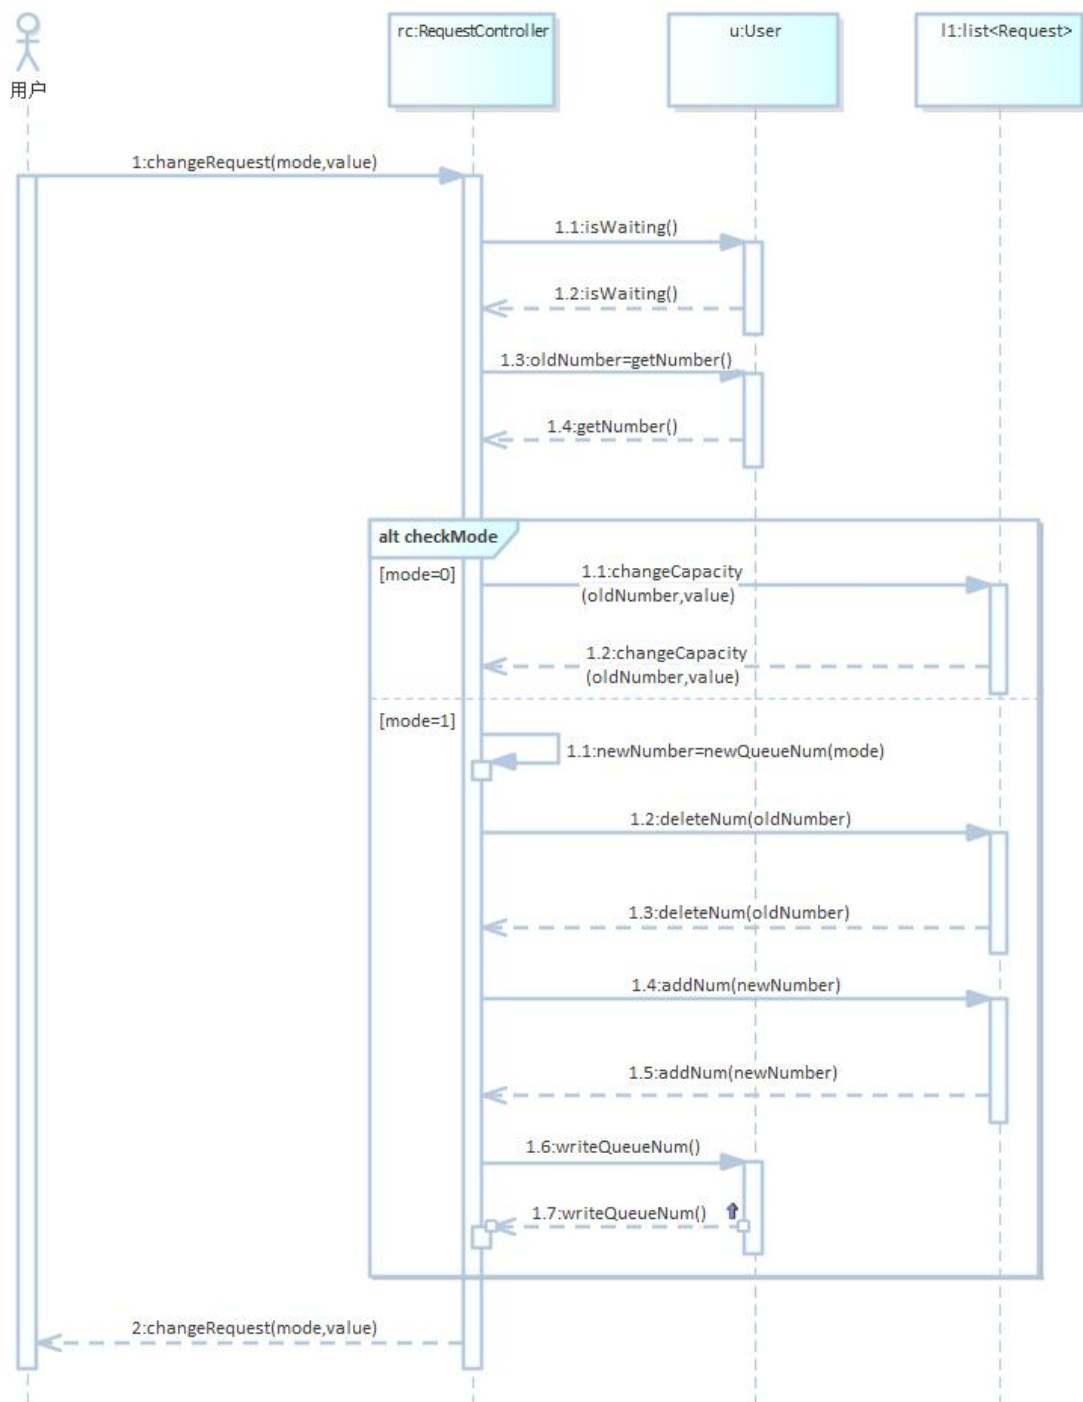 用户
rc:RequestController
u:User
l1:list<Request>
1:changeRequest(mode,value)
1.1:isWaiting()
1.2:isWaiting()
1.3:oldNumber=getNumber()
1.4:getNumber()
alt checkMode
[mode=0]
1.1:changeCapacity
(oldNumber,value)
1.2:changeCapacity
(oldNumber,value)
[mode=1]
1.1:newNumber=newQueueNum(mode)
1.2:deleteNum(oldNumber)
1.3:deleteNum(oldNumber)
1.4:addNum(newNumber)
1.5:addNum(newNumber)
1.6:writeQueueNum()
1.7:writeQueueNum()
2:changeRequest(mode,value)